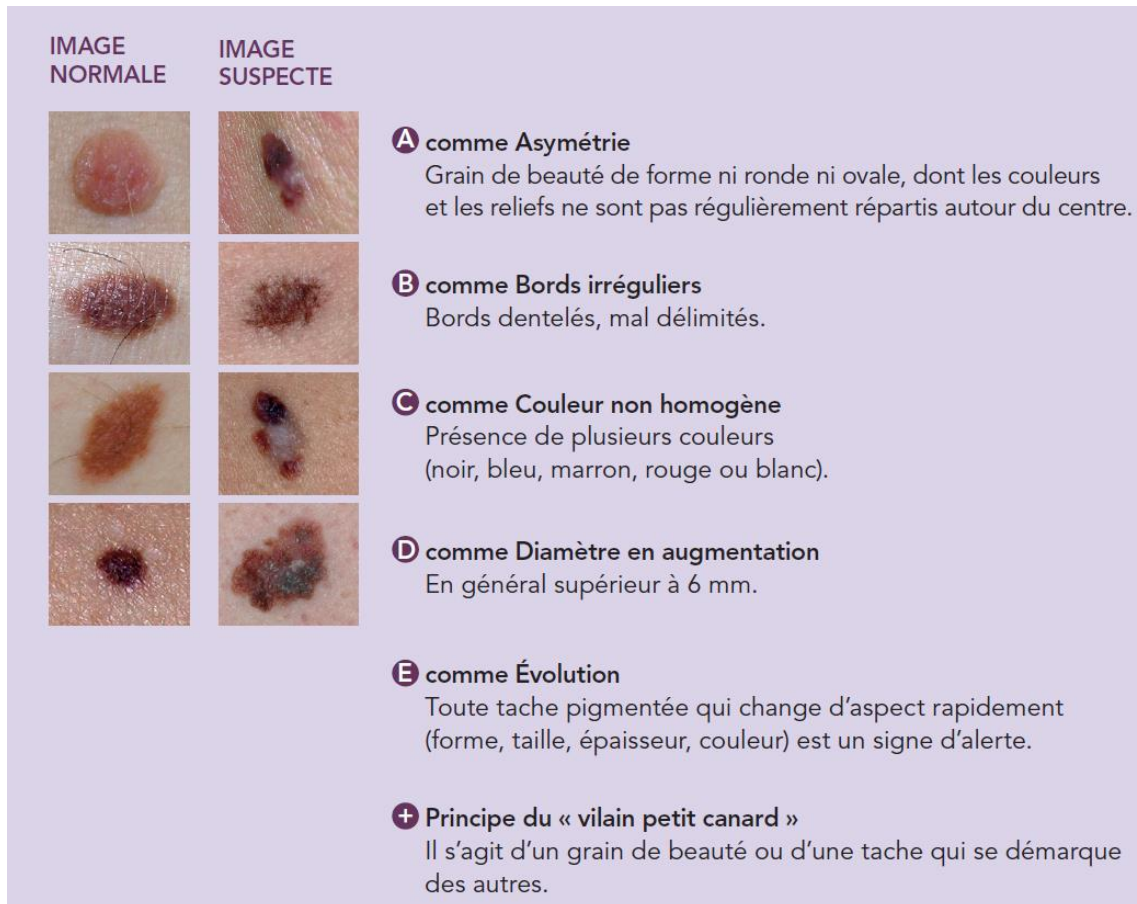 IMAGE NORMALE
IMAGE SUSPECTE
A comme Asymétrie
Grain de beauté de forme ni ronde ni ovale, dont les couleurs
et les reliefs ne sont pas régulièrement répartis autour du centre.
B comme Bords irréguliers
Bords dentelés, mal délimités.
C comme Couleur non homogène
Présence de plusieurs couleurs
(noir, bleu, marron, rouge ou blanc).
D comme Diamètre en augmentation
En général supérieur à 6 mm.
E comme Évolution
Toute tache pigmentée qui change d’aspect rapidement
(forme, taille, épaisseur, couleur) est un signe d’alerte.
+ Principe du « vilain petit canard »
Il s’agit d’un grain de beauté ou d’une tache qui se démarque
des autres.